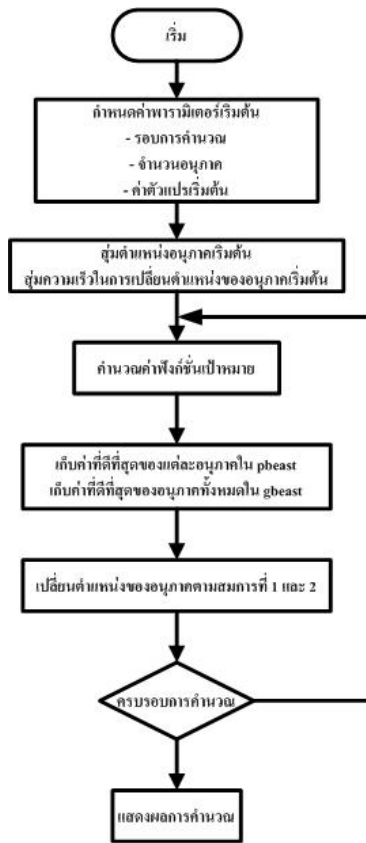 เริ่ม
กำหนดค่าพารามิเตอร์เริ่มต้น
- รอบการคำนวณ
- จำนวนอนุภาค
- ค่าตัวแปรเริ่มต้น
สุ่มตำแหน่งอนุภาคเริ่มต้น
สุ่มความเร็วในการเปลี่ยนตำแหน่งของอนุภาคเริ่มต้น
คำนวณค่าฟังก์ชั่นเป้าหมาย
เก็บค่าที่ดีที่สุดของแต่ละอนุภาคใน pbeast
เก็บค่าที่ดีที่สุดของอนุภาคทั้งหมดใน gbeast
เปลี่ยนตำแหน่งของอนุภาคตามสมการที่ 1 และ 2
ครบรอบการคำนวณ
แสดงผลการคำนวณ